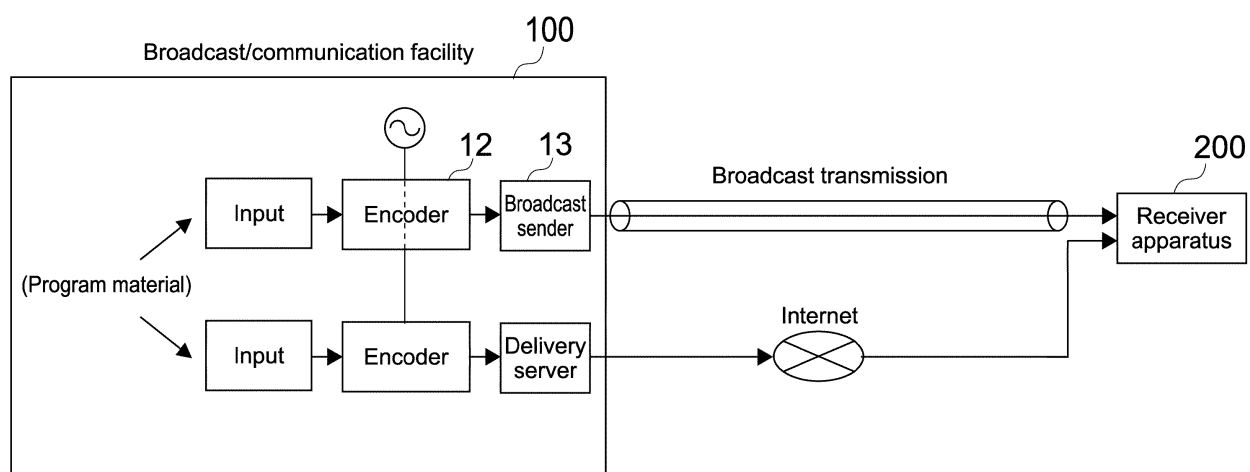 100
Broadcast/communication facility
12
13
200
Broadcast transmission
Input
Encoder
Broadcast
sender
Receiver
apparatus
(Program material)
Internet
Input
Encoder
Delivery
server